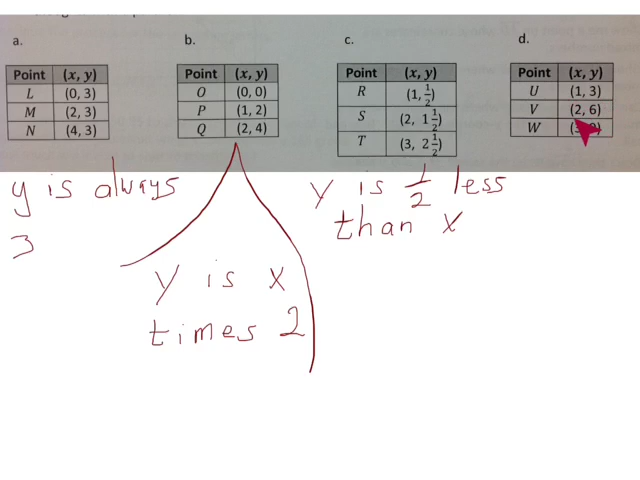 a.
b.
c.
d.
Point (x, y)
L (0, 3)
M (2, 3)
N (4, 3)
Point (x, y)
O (0, 0)
P (1, 2)
Q (2, 4)
Point (x, y)
R (1, 1/2)
S (2, 1 1/2)
T (3, 2 1/2)
Point (x, y)
U (1, 3)
V (2, 6)
W
y is always
3
y is x
times 2
y is 1/2 less
than x